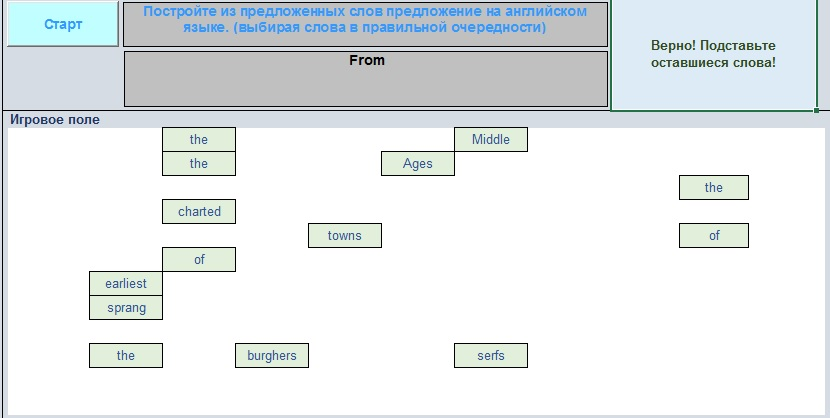 Старт
Постройте из предложенных слов предложение на английском
языке. (выбирая слова в правильной очередности)
From
Верно! Подставьте
оставшиеся слова!
Игровое поле
the Middle
the Ages
the
charted
towns of
of
earliest
sprang
the burghers serfs